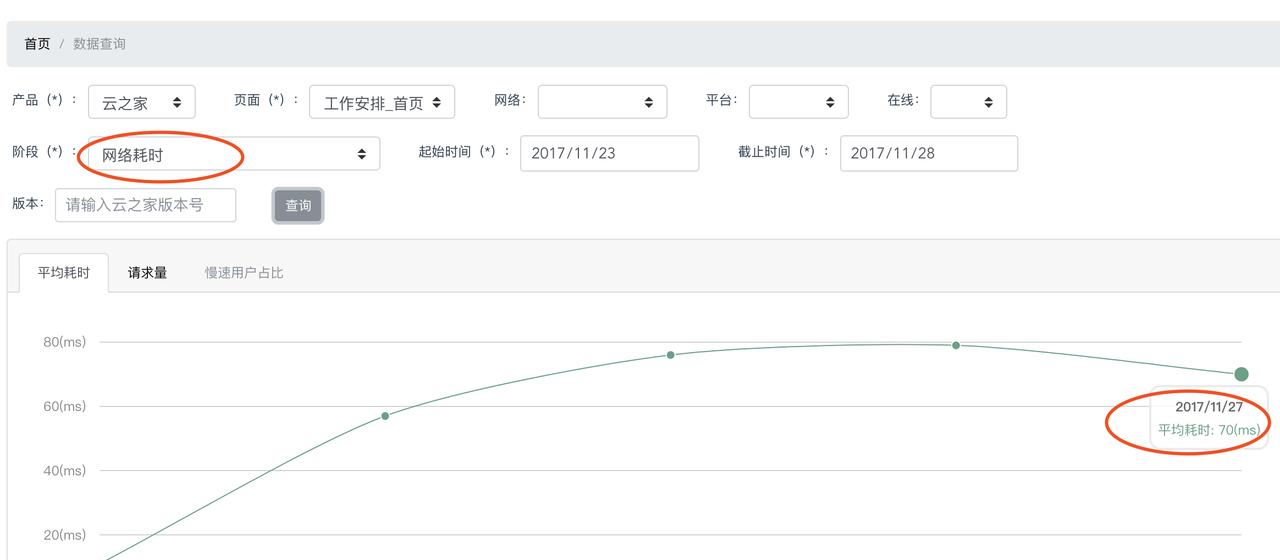 首页 / 数据查询
产品 (*) : 云之家 页面 (*) : 工作安排_首页 网络: 平台: 在线:
阶段 (*) : 网络耗时 起始时间 (*) : 2017/11/23 截止时间 (*) : 2017/11/28
版本: 请输入云之家版本号 查询
平均耗时 请求量 慢速用户占比
80(ms)
60(ms)
2017/11/27
平均耗时: 70(ms)
40(ms)
20(ms)